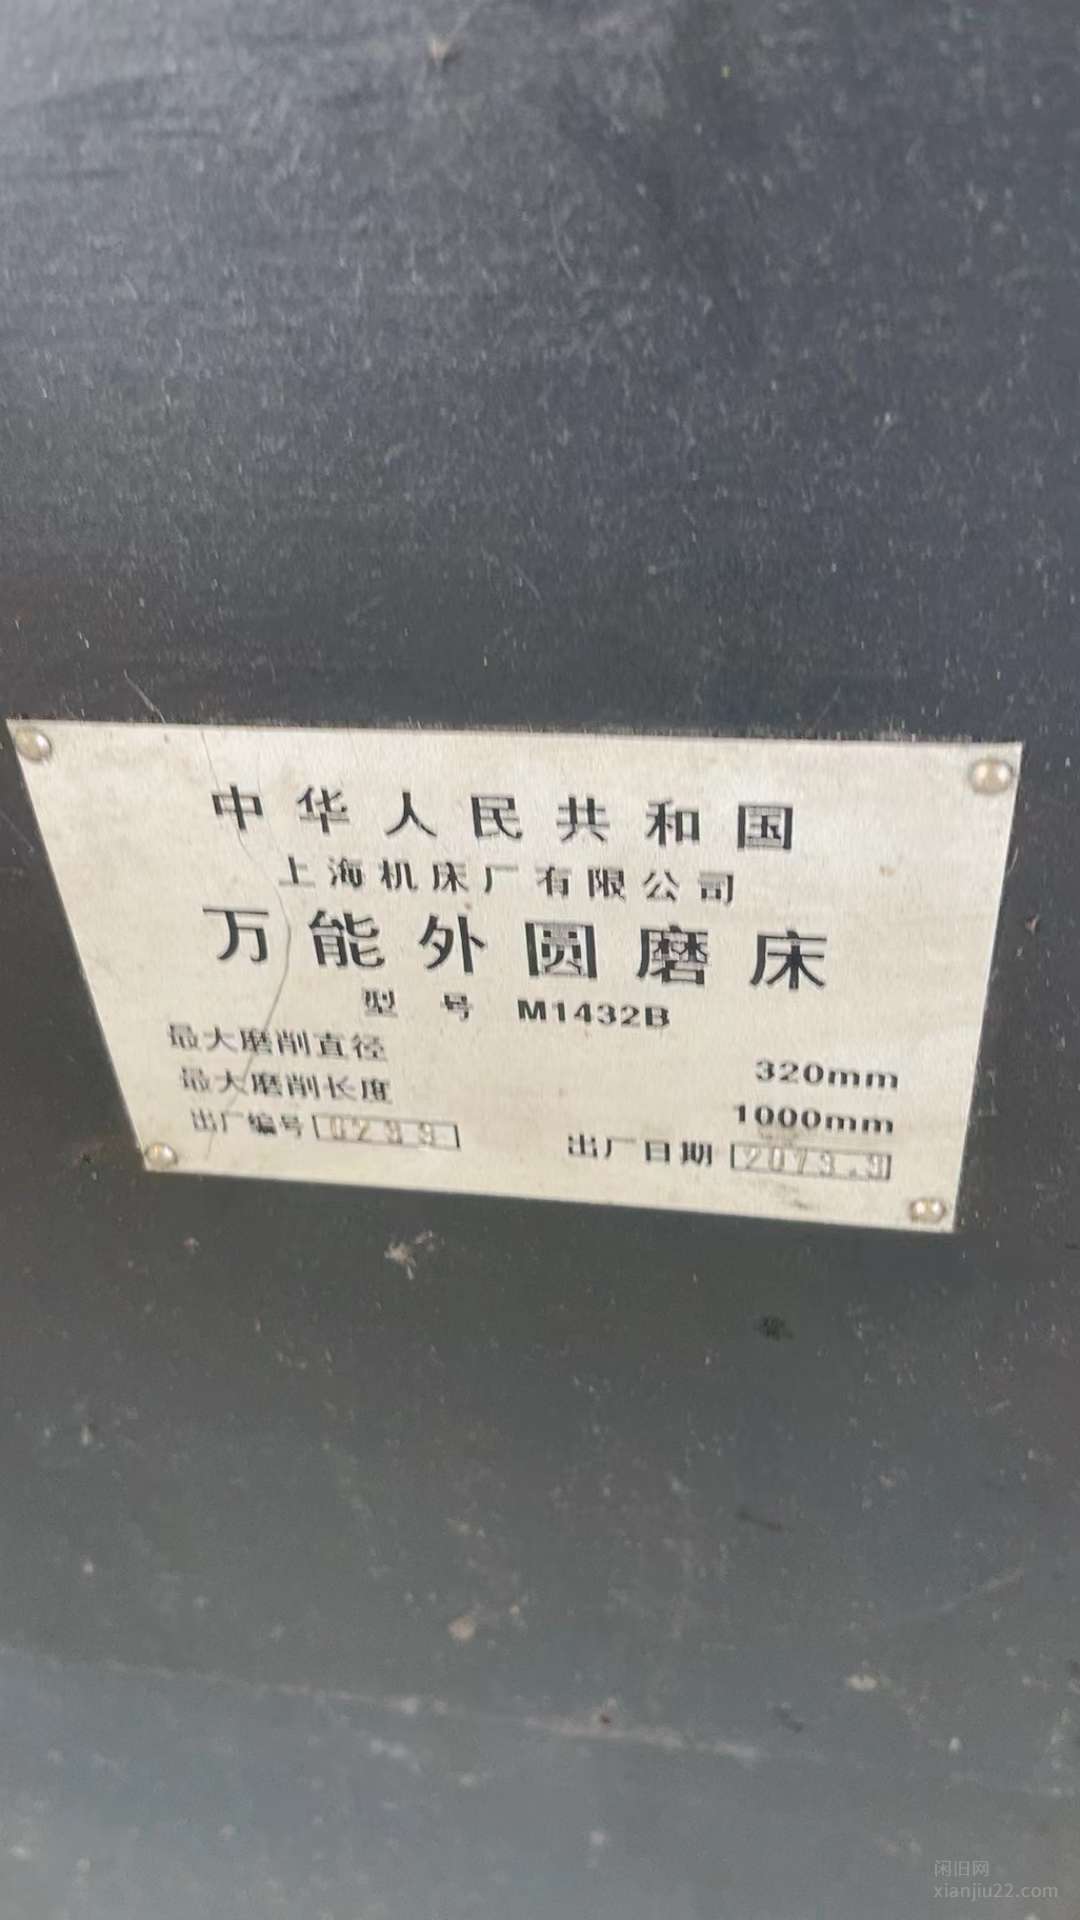 中华人民共和国
上海机床厂有限公司
万能外圆磨床
型号 M1432B
最大磨削直径 320mm
最大磨削长度 1000mm
出厂编号
出厂日期
闲旧网
xianjiu22.com